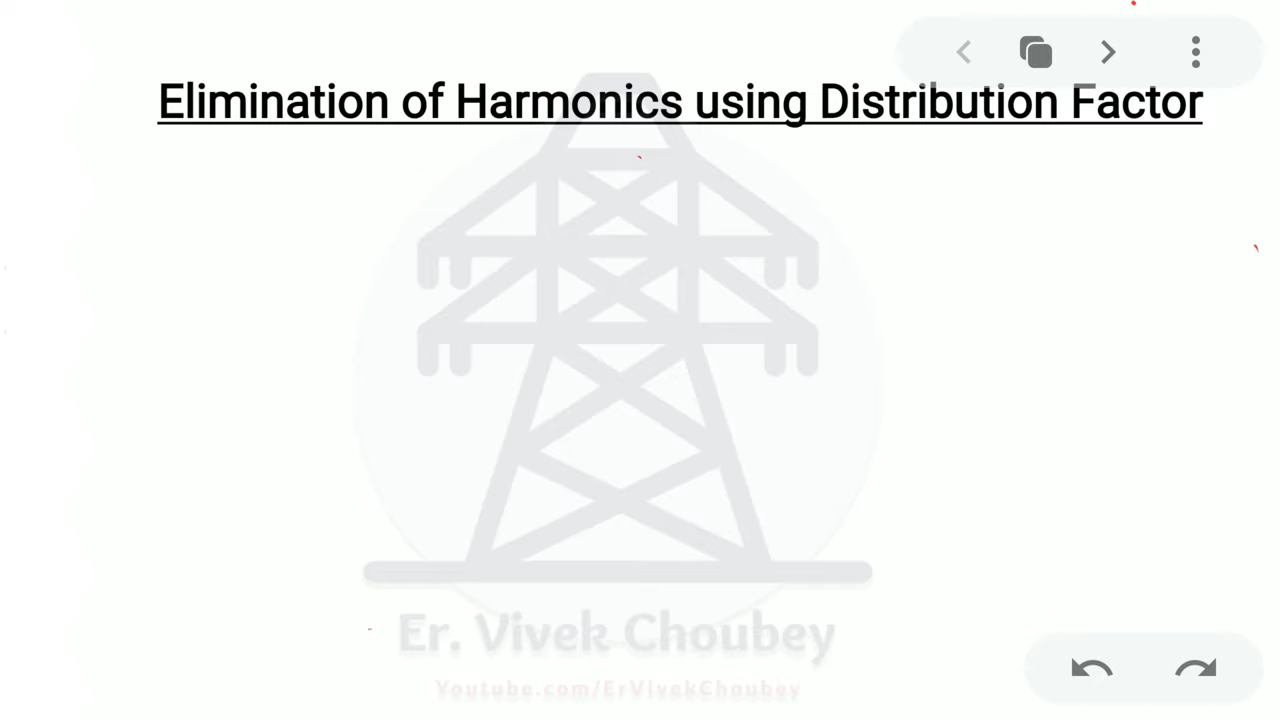 Elimination of Harmonics using Distribution Factor
Er. Vivek Choubey
Youtube.com/ErVivekChoubey